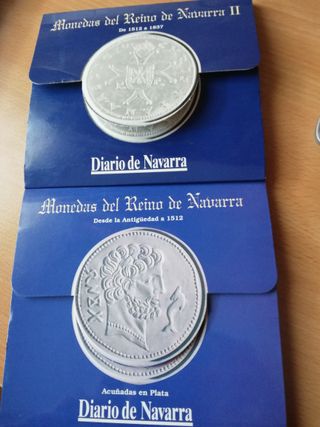 Monedas del Reino de Navarra II
De 1512 a 1837
Diario de Navarra
Monedas del Reino de Navarra
Desde la Antigüedad a 1512
Acuñadas en Plata
Diario de Navarra